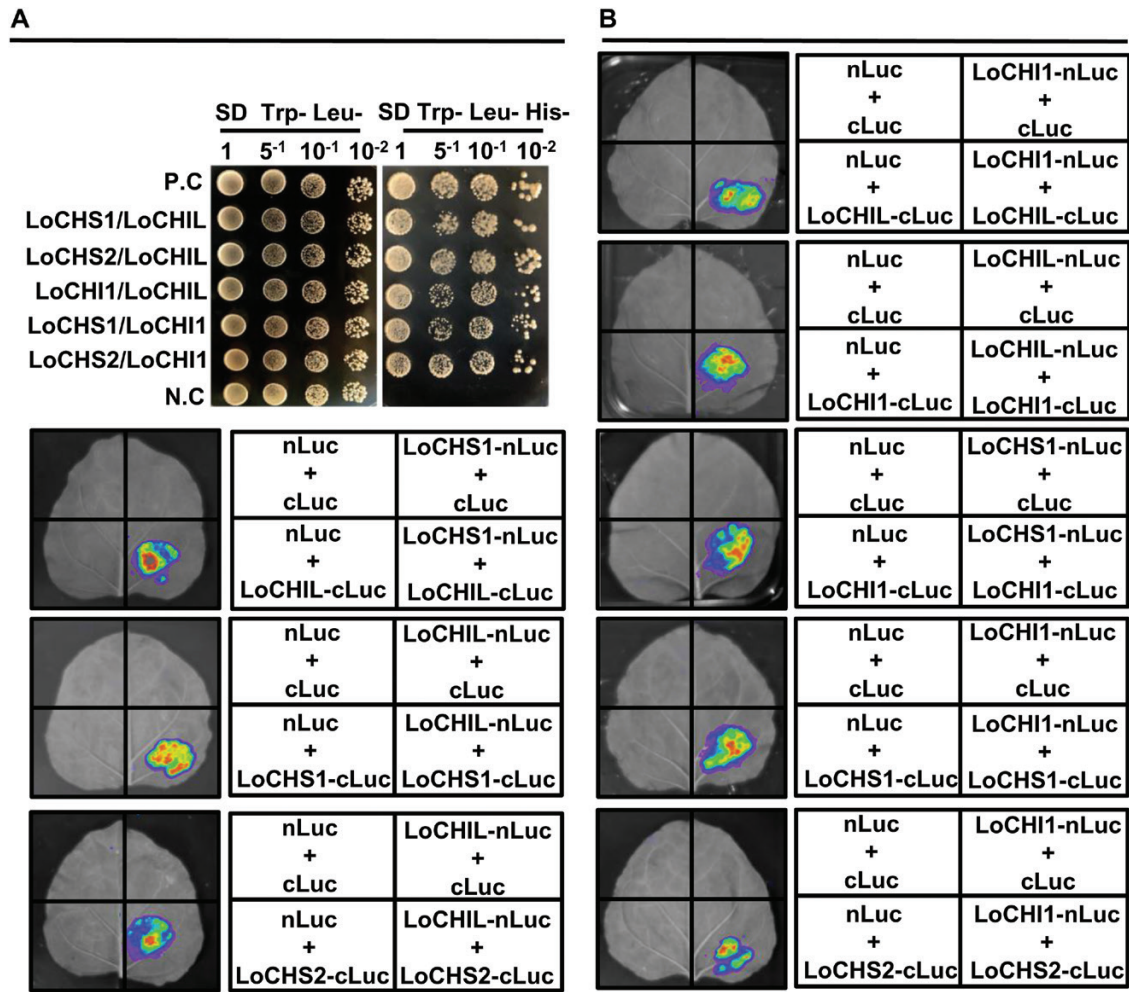 A
SD Trp- Leu-
SD Trp- Leu- His-
1 5⁻¹ 10⁻¹ 10⁻²
1 5⁻¹ 10⁻¹ 10⁻²
P.C
LoCHS1/LoCHIL
LoCHS2/LoCHIL
LoCHI1/LoCHIL
LoCHS1/LoCHI1
LoCHS2/LoCHI1
N.C
nLuc
+
cLuc
LoCHS1-nLuc
+
cLuc
nLuc
+
LoCHIL-cLuc
LoCHS1-nLuc
+
LoCHIL-cLuc
nLuc
+
cLuc
LoCHIL-nLuc
+
cLuc
nLuc
+
LoCHS1-cLuc
LoCHIL-nLuc
+
LoCHS1-cLuc
nLuc
+
cLuc
LoCHIL-nLuc
+
cLuc
nLuc
+
LoCHS2-cLuc
LoCHIL-nLuc
+
LoCHS2-cLuc
B
nLuc
+
cLuc
LoCHI1-nLuc
+
cLuc
nLuc
+
LoCHIL-cLuc
LoCHI1-nLuc
+
LoCHIL-cLuc
nLuc
+
cLuc
LoCHIL-nLuc
+
cLuc
nLuc
+
LoCHI1-cLuc
LoCHIL-nLuc
+
LoCHI1-cLuc
nLuc
+
cLuc
LoCHS1-nLuc
+
cLuc
nLuc
+
LoCHI1-cLuc
LoCHS1-nLuc
+
LoCHI1-cLuc
nLuc
+
cLuc
LoCHI1-nLuc
+
cLuc
nLuc
+
LoCHS1-cLuc
LoCHI1-nLuc
+
LoCHS1-cLuc
nLuc
+
cLuc
LoCHI1-nLuc
+
cLuc
nLuc
+
LoCHS2-cLuc
LoCHI1-nLuc
+
LoCHS2-cLuc